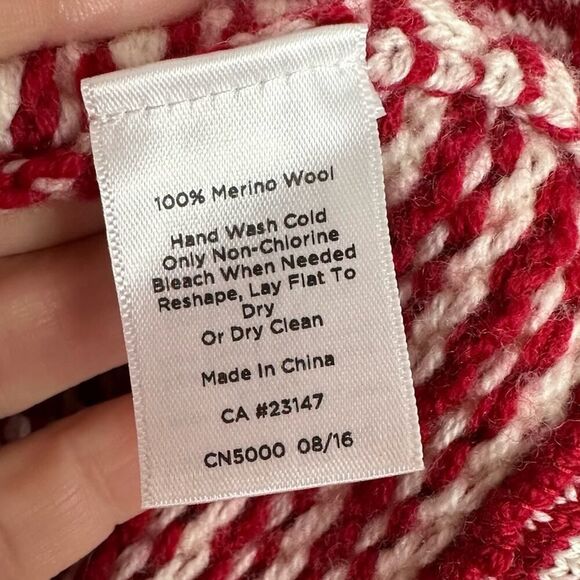 100% Merino Wool
Hand Wash Cold
Only Non-Chlorine
Bleach When Needed
Reshape, Lay Flat To
Dry
Or Dry Clean
Made In China
CA #23147
CN5000 08/16